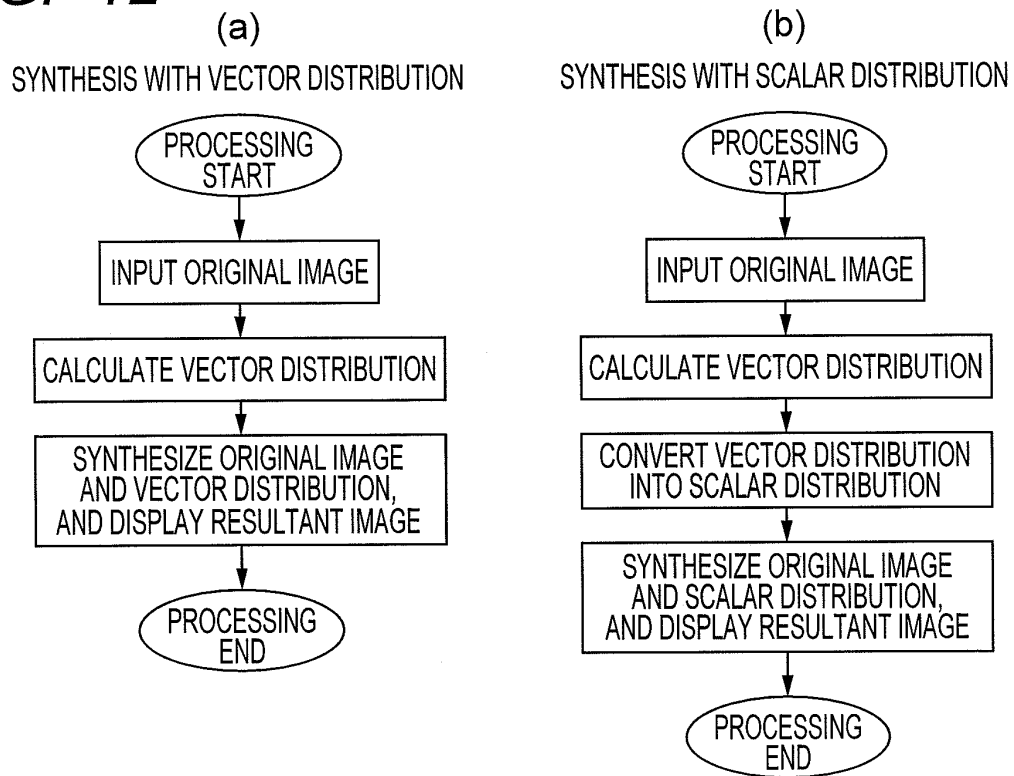 (a)
SYNTHESIS WITH VECTOR DISTRIBUTION
PROCESSING
START
INPUT ORIGINAL IMAGE
CALCULATE VECTOR DISTRIBUTION
SYNTHESIZE ORIGINAL IMAGE
AND VECTOR DISTRIBUTION,
AND DISPLAY RESULTANT IMAGE
PROCESSING
END
(b)
SYNTHESIS WITH SCALAR DISTRIBUTION
PROCESSING
START
INPUT ORIGINAL IMAGE
CALCULATE VECTOR DISTRIBUTION
CONVERT VECTOR DISTRIBUTION
INTO SCALAR DISTRIBUTION
SYNTHESIZE ORIGINAL IMAGE
AND SCALAR DISTRIBUTION,
AND DISPLAY RESULTANT IMAGE
PROCESSING
END